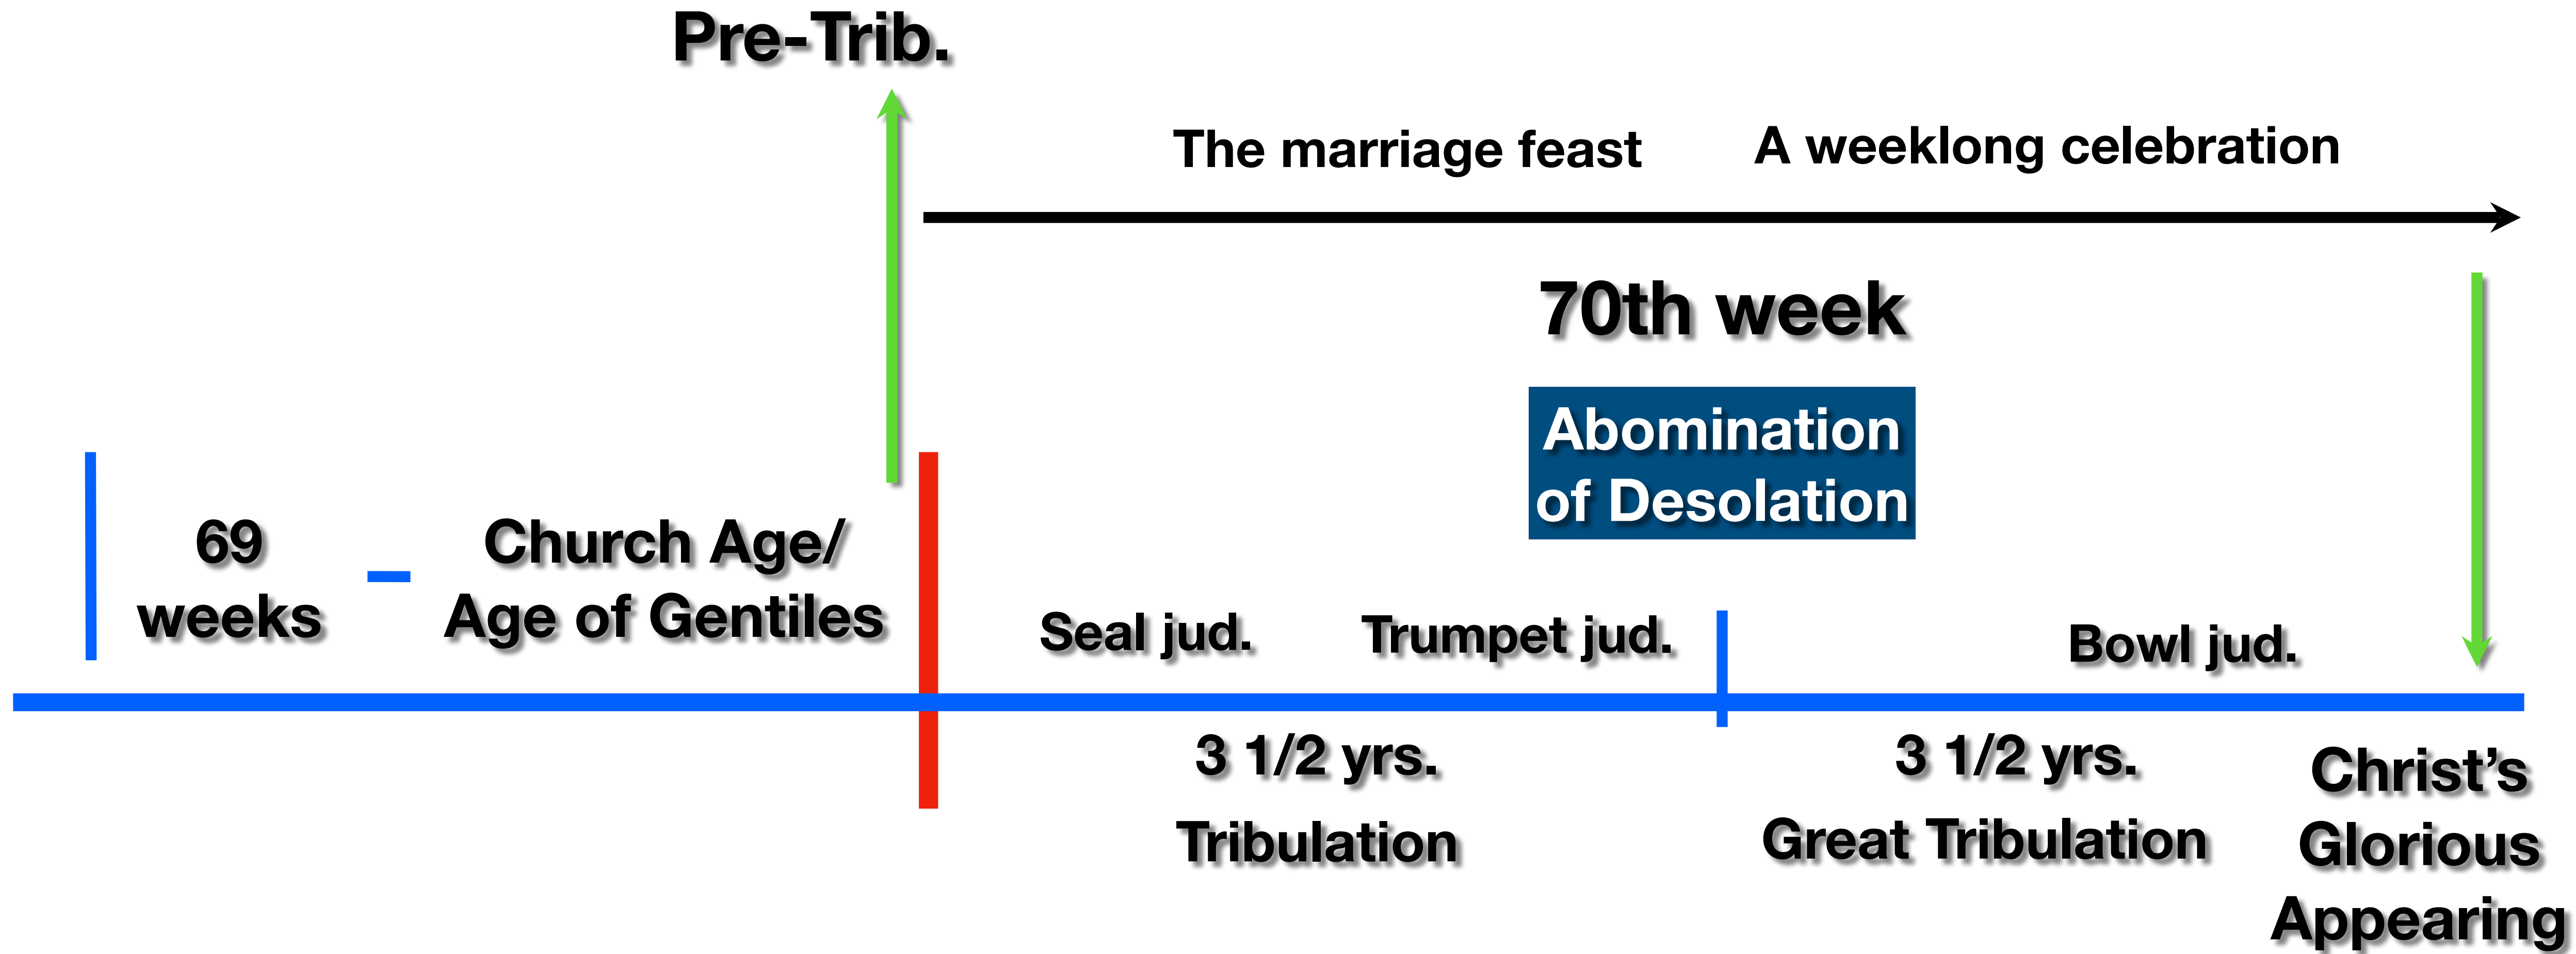 Pre-Trib.
The marriage feast
A weeklong celebration
70th week
Abomination
of Desolation
69
weeks
Church Age/
Age of Gentiles
Seal jud.
Trumpet jud.
Bowl jud.
3 1/2 yrs.
Tribulation
3 1/2 yrs.
Great Tribulation
Christ’s
Glorious
Appearing